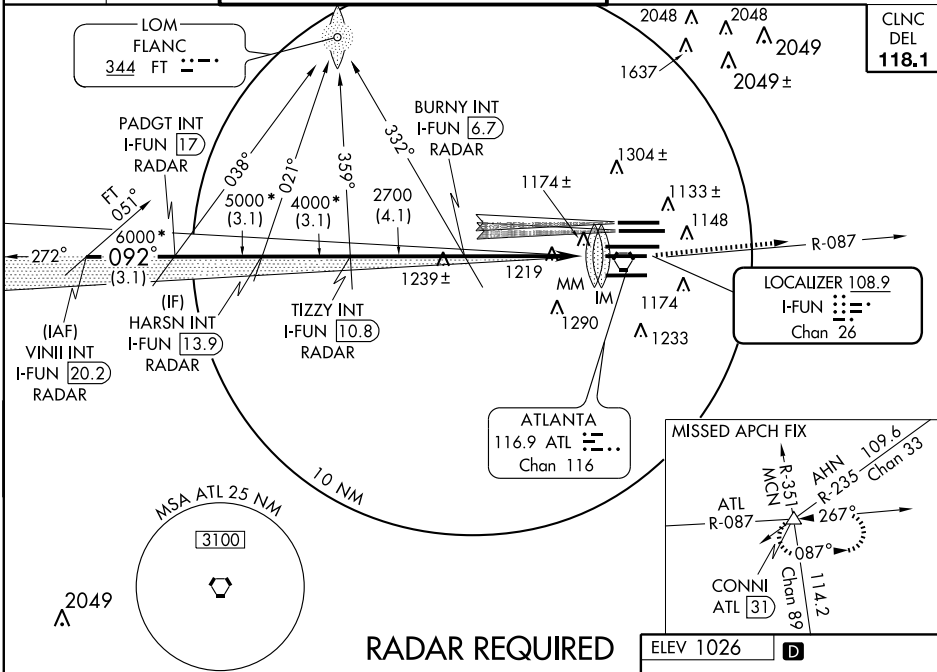 LOM
FLANC
344 FT
2048
2048
2049
1637
2049 ±
CLNC
DEL
118.1
PADGT INT
I-FUN 17
RADAR
BURNY INT
I-FUN 6.7
RADAR
038°
021°
359°
332°
FT
051°
6000*
5000*
(3.1)
4000*
(3.1)
2700
(4.1)
1174 ±
1304 ±
1133 ±
1148
272°
092°
(3.1)
1239 ±
1219
MM
IM
R-087
1290
1174
1233
LOCALIZER 108.9
I-FUN
Chan 26
(IAF)
VINII INT
I-FUN 20.2
RADAR
(IF)
HARSN INT
I-FUN 13.9
RADAR
TIZZY INT
I-FUN 10.8
RADAR
ATLANTA
116.9 ATL
Chan 116
10 NM
MSA ATL 25 NM
3100
2049
MISSED APCH FIX
R-351
MCN
AHN 109.6
R-235 Chan 33
ATL
R-087
267°
087°
CONNI
ATL 31
114.2
Chan 89
RADAR REQUIRED
ELEV 1026
D